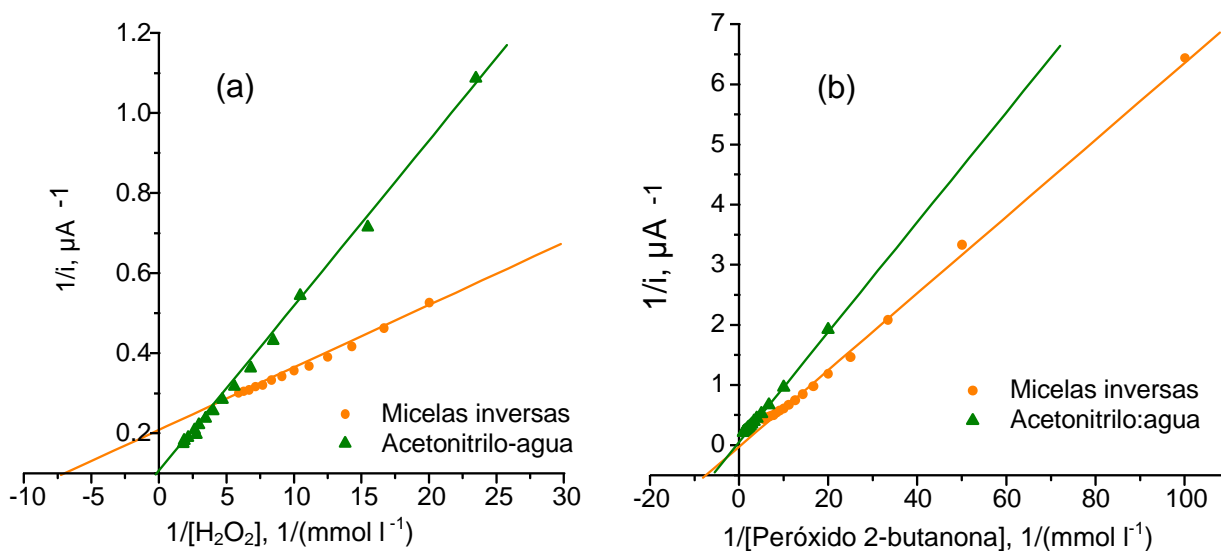 (a)
1.2
1.0
0.8
0.6
0.4
0.2
1/i, µA -1
Micelas inversas
Acetonitrilo-agua
-10 -5 0 5 10 15 20 25 30
1/[H₂O₂], 1/(mmol l⁻¹)
(b)
7
6
5
4
3
2
1
0
1/i, µA -1
Micelas inversas
Acetonitrilo:agua
-20 0 20 40 60 80 100
1/[Peróxido 2-butanona], 1/(mmol l⁻¹)